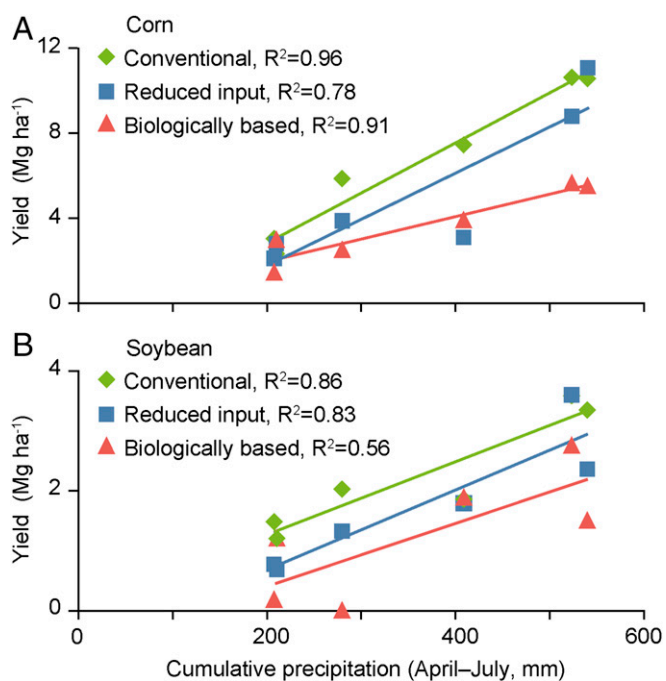 A
Corn
Conventional, R²=0.96
Reduced input, R²=0.78
Biologically based, R²=0.91
12
8
4
0
Yield (Mg ha⁻¹)
B
Soybean
Conventional, R²=0.86
Reduced input, R²=0.83
Biologically based, R²=0.56
4
2
0
Yield (Mg ha⁻¹)
0 200 400 600
Cumulative precipitation (April–July, mm)